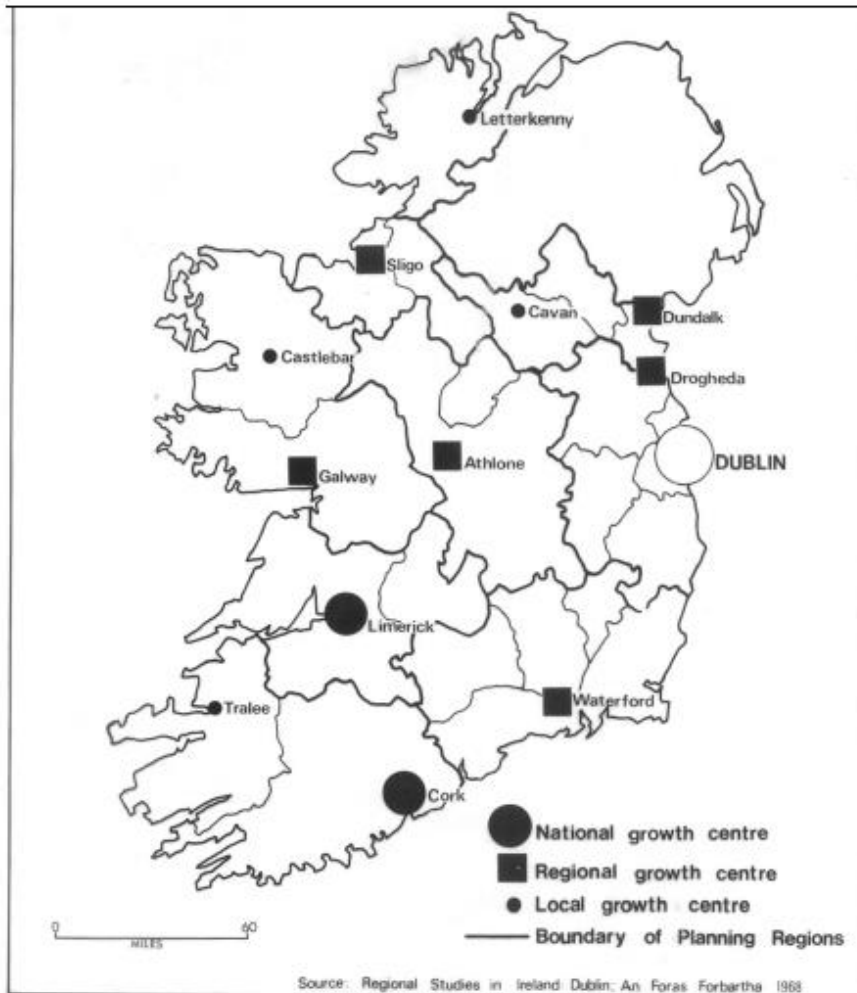 Letterkenny
Sligo
Cavan
Dundalk
Castlebar
Drogheda
Galway
Athlone
DUBLIN
Limerick
Tralee
Waterford
Cork
National growth centre
Regional growth centre
Local growth centre
Boundary of Planning Regions
0 60
MILES
Source: Regional Studies in Ireland Dublin; An Foras Forbartha 1968